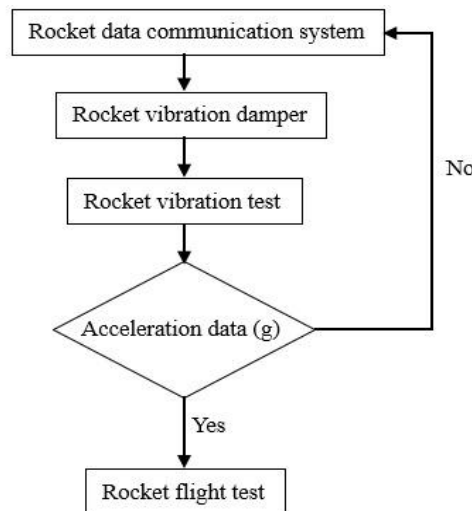 Rocket data communication system
Rocket vibration damper
No
Rocket vibration test
Acceleration data (g)
Yes
Rocket flight test